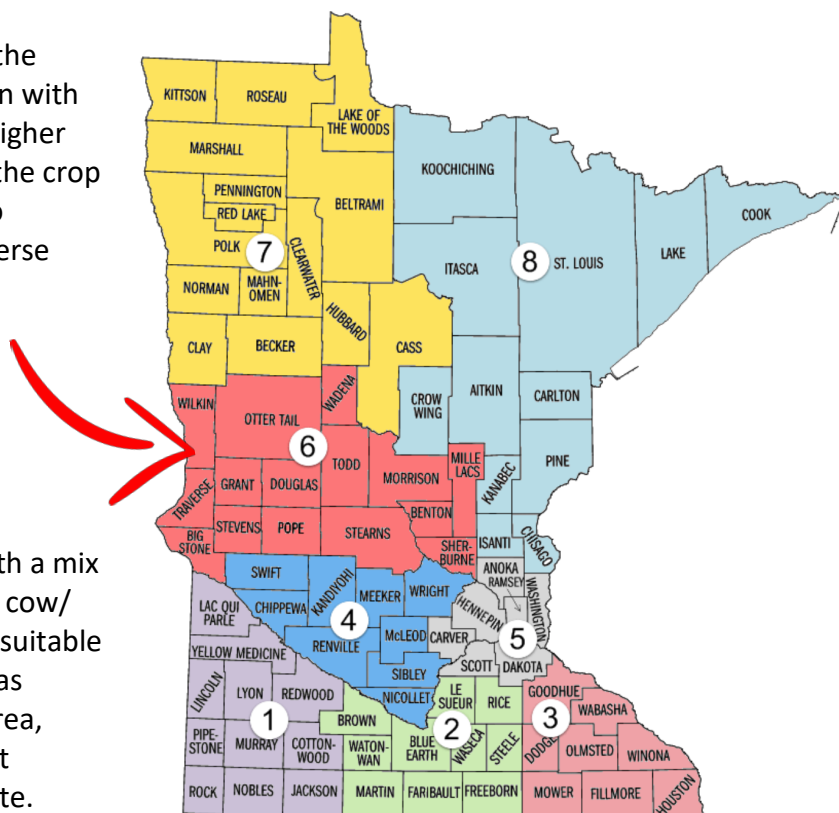 the
n with
igher
the crop
o
erse
th a mix
cow/
suitable
as
rea,
t
te.
KITTSON
ROSEAU
LAKE OF
THE WOODS
MARSHALL
PENNINGTON
RED LAKE
POLK
7
CLEARWATER
BELTRAMI
NORMAN
MAHN-
OMEN
HUBBARD
CLAY
BECKER
CASS
KOOCHICHING
ITASCA
8
ST. LOUIS
LAKE
COOK
CROW
WING
AITKIN
CARLTON
PINE
KANABEC
ISANTI
CHISAGO
WILKIN
OTTER TAIL
WADENA
6
TODD
MORRISON
MILLE
LACS
TRAVERSE
GRANT
DOUGLAS
BENTON
BIG
STONE
STEVENS
POPE
STEARNS
SHER-
BURNE
ANOKA
RAMSEY
WASHINGTON
HENNEPIN
5
CARVER
SCOTT
DAKOTA
SWIFT
KANDIYOHI
MEEKER
WRIGHT
CHIPPEWA
4
RENVILLE
McLEOD
SIBLEY
NICOLLET
LAC QUI
PARLE
YELLOW MEDICINE
LINCOLN
LYON
REDWOOD
1
PIPE-
STONE
MURRAY
COTTON-
WOOD
ROCK
NOBLES
JACKSON
BROWN
LE
SUEUR
RICE
2
WATON-
WAN
BLUE
EARTH
WASECA
STEELE
MARTIN
FARIBAULT
FREEBORN
GOODHUE
WABASHA
3
DODGE
OLMSTED
WINONA
MOWER
FILLMORE
HOUSTON